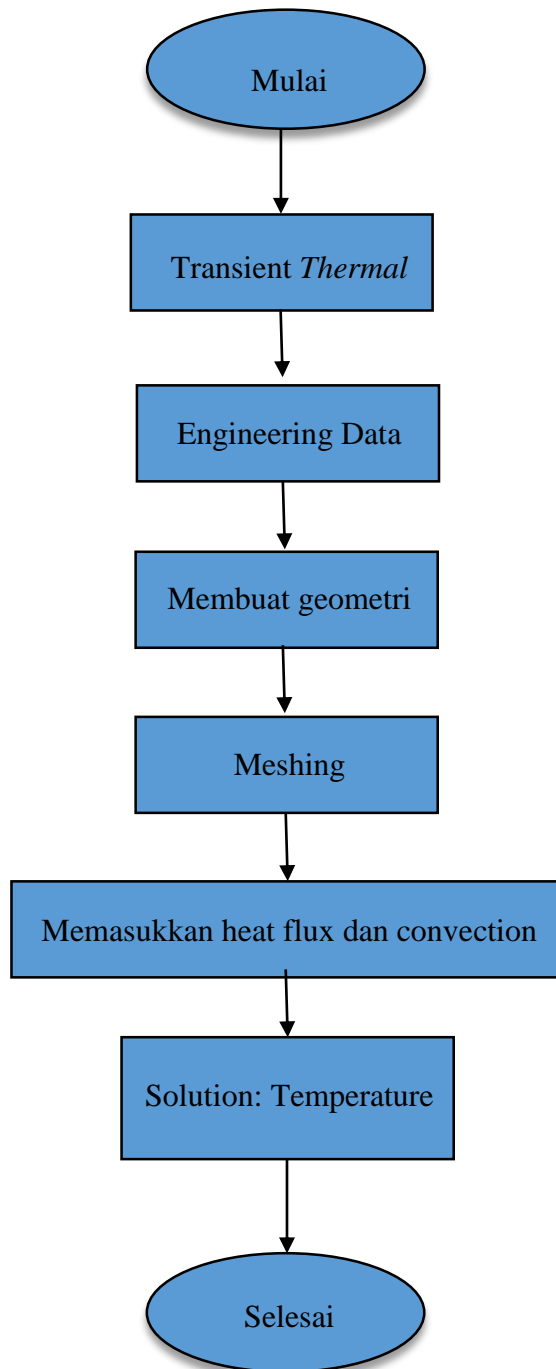 Mulai
Transient Thermal
Engineering Data
Membuat geometri
Meshing
Memasukkan heat flux dan convection
Solution: Temperature
Selesai